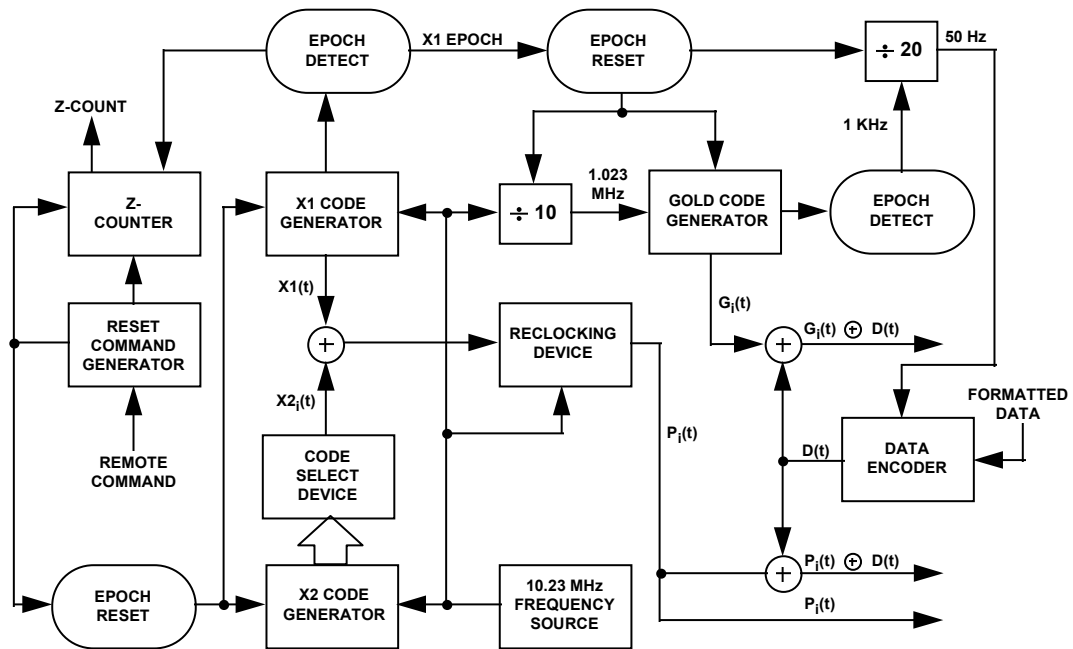 EPOCH
DETECT
X1 EPOCH
EPOCH
RESET
÷ 20
50 Hz
Z-COUNT
1 KHz
Z-
COUNTER
X1 CODE
GENERATOR
÷ 10
1.023
MHz
GOLD CODE
GENERATOR
EPOCH
DETECT
X1(t)
Gi(t)
RESET
COMMAND
GENERATOR
+
RECLOCKING
DEVICE
+
Gi(t) ⊕ D(t)
X2i(t)
Pi(t)
FORMATTED
DATA
REMOTE
COMMAND
CODE
SELECT
DEVICE
D(t)
DATA
ENCODER
EPOCH
RESET
X2 CODE
GENERATOR
10.23 MHz
FREQUENCY
SOURCE
+
Pi(t) ⊕ D(t)
Pi(t)